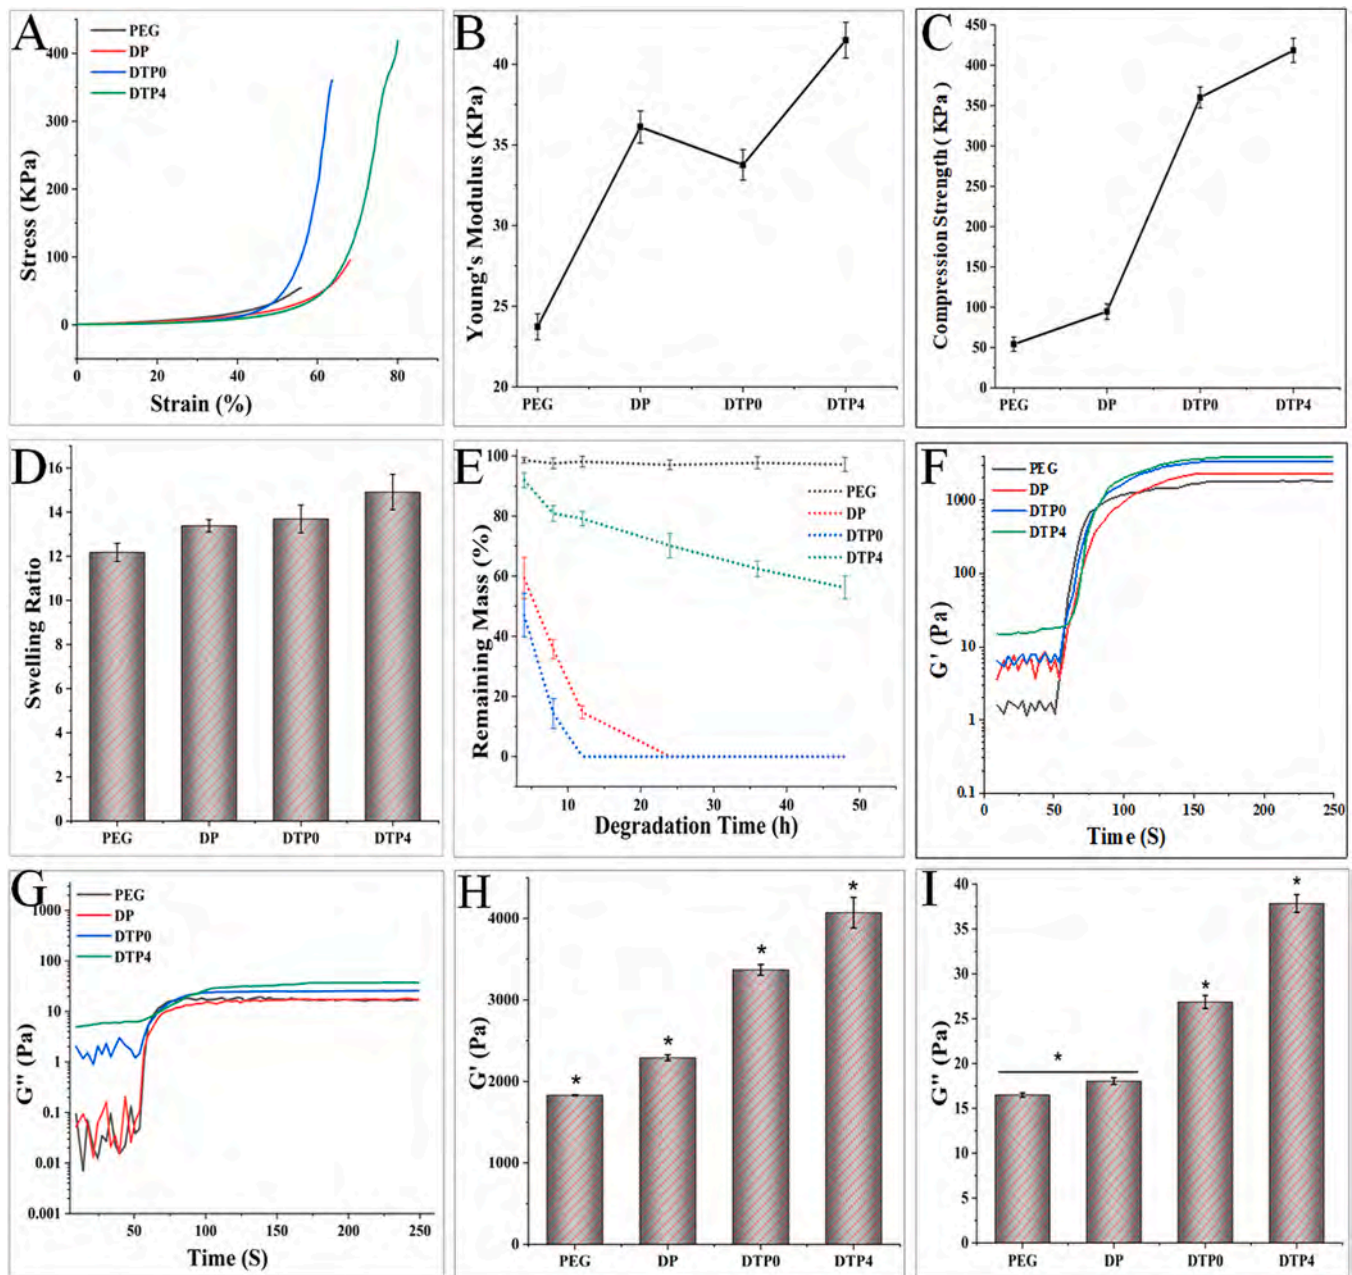 A
PEG
DP
DTP0
DTP4
400
300
200
100
0
Stress (KPa)
0
20
40
60
80
Strain (%)
B
40
35
30
25
20
Young's Modulus (KPa)
PEG
DP
DTP0
DTP4
C
450
400
350
300
250
200
150
100
50
0
Compression Strength ( KPa )
PEG
DP
DTP0
DTP4
D
16
14
12
10
8
6
4
2
0
Swelling Ratio
PEG
DP
DTP0
DTP4
E
100
80
60
40
20
0
Remaining Mass (%)
PEG
DP
DTP0
DTP4
10
20
30
40
50
Degradation Time (h)
F
PEG
DP
DTP0
DTP4
1000
100
10
1
0.1
G' (Pa)
0
50
100
150
200
250
Time (S)
G
PEG
DP
DTP0
DTP4
1000
100
10
1
0.1
0.01
0.001
G'' (Pa)
50
100
150
200
250
Time (S)
H
4000
3000
2000
1000
0
G' (Pa)
*
*
*
*
PEG
DP
DTP0
DTP4
I
40
35
30
25
20
15
10
5
0
G'' (Pa)
*
*
*
PEG
DP
DTP0
DTP4